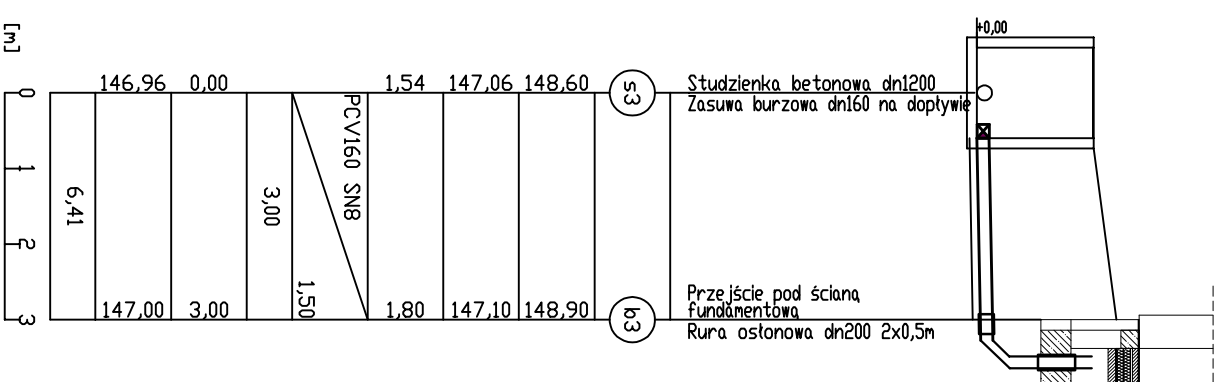 +0,00
[m]
0
146,96
0,00
1,54
147,06
148,60
s3
Studzienka betonowa dn1200
Zasuwa burzowa dn160 na dopływie
PCV160 SN8
1
6,41
3,00
2
1,50
3
147,00
3,00
1,80
147,10
148,90
b3
Przejście pod ścianą
fundamentową
Rura osłonowa dn200 2x0,5m